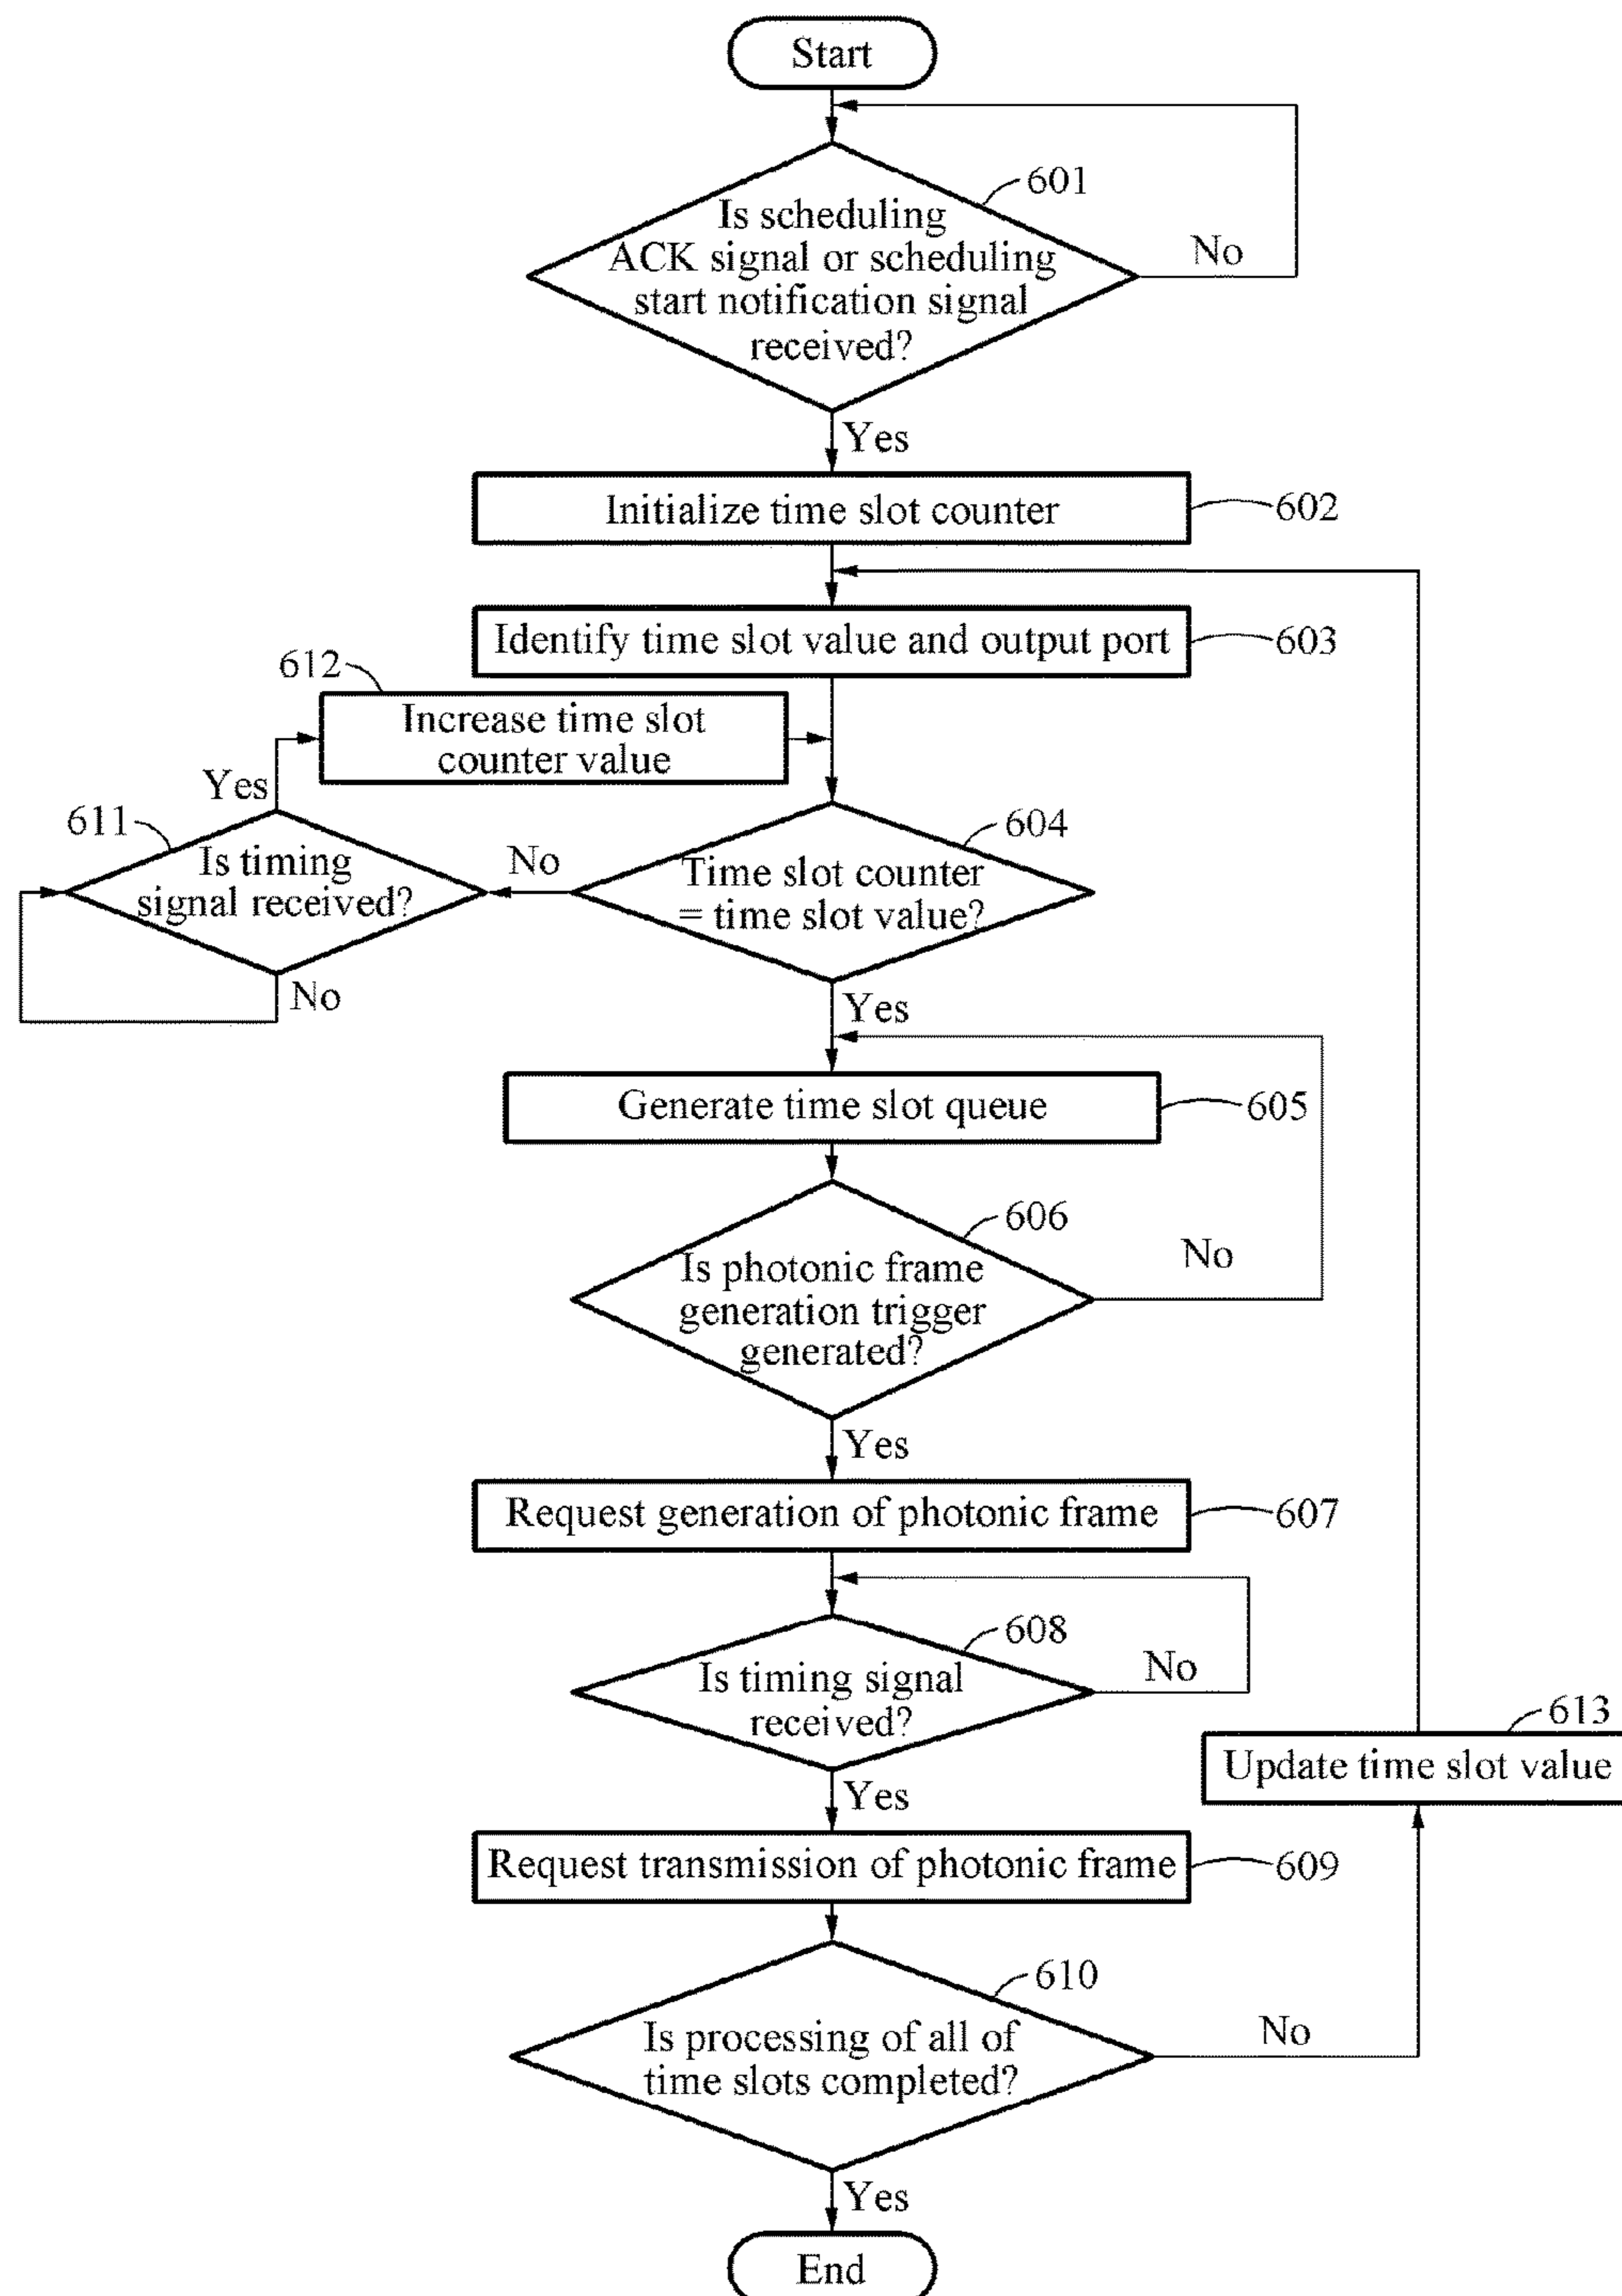 Start
601
Is scheduling
ACK signal or scheduling
start notification signal
received?
No
Yes
Initialize time slot counter
602
Identify time slot value and output port
603
612
Increase time slot
counter value
Yes
611
Is timing
signal received?
No
No
604
Time slot counter
= time slot value?
Yes
Generate time slot queue
605
606
Is photonic frame
generation trigger
generated?
No
Yes
Request generation of photonic frame
607
608
Is timing signal
received?
No
Yes
613
Update time slot value
Request transmission of photonic frame
609
610
Is processing of all of
time slots completed?
No
Yes
End